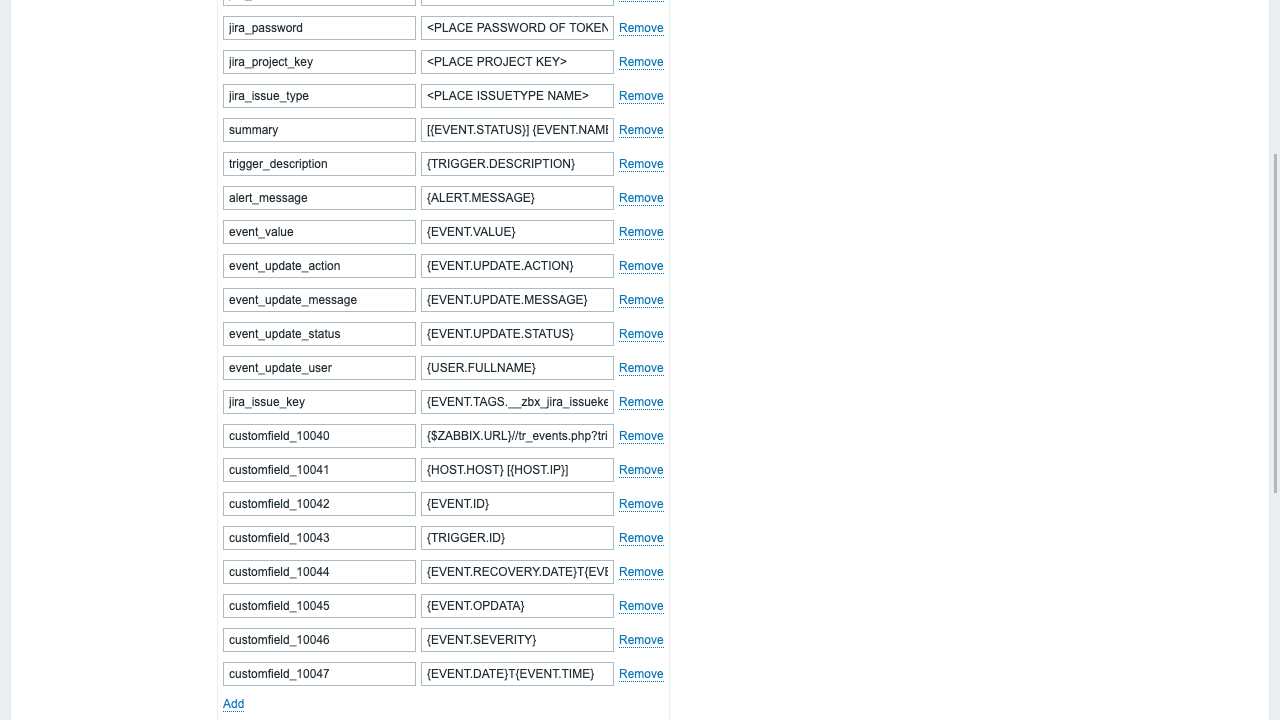 jira_password <PLACE PASSWORD OF TOKEN Remove
jira_project_key <PLACE PROJECT KEY> Remove
jira_issue_type <PLACE ISSUETYPE NAME> Remove
summary [{EVENT.STATUS}] {EVENT.NAME Remove
trigger_description {TRIGGER.DESCRIPTION} Remove
alert_message {ALERT.MESSAGE} Remove
event_value {EVENT.VALUE} Remove
event_update_action {EVENT.UPDATE.ACTION} Remove
event_update_message {EVENT.UPDATE.MESSAGE} Remove
event_update_status {EVENT.UPDATE.STATUS} Remove
event_update_user {USER.FULLNAME} Remove
jira_issue_key {EVENT.TAGS.__zbx_jira_issueke Remove
customfield_10040 {$ZABBIX.URL}//tr_events.php?tri Remove
customfield_10041 {HOST.HOST} [{HOST.IP}] Remove
customfield_10042 {EVENT.ID} Remove
customfield_10043 {TRIGGER.ID} Remove
customfield_10044 {EVENT.RECOVERY.DATE}T{EVE Remove
customfield_10045 {EVENT.OPDATA} Remove
customfield_10046 {EVENT.SEVERITY} Remove
customfield_10047 {EVENT.DATE}T{EVENT.TIME} Remove
Add